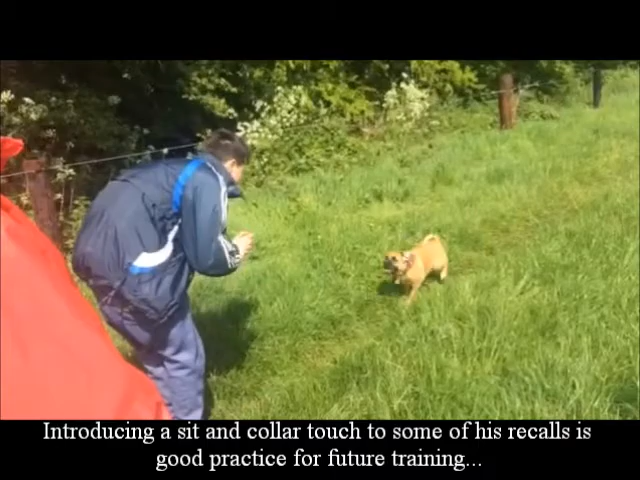 Introducing a sit and collar touch to some of his recalls is
good practice for future training...